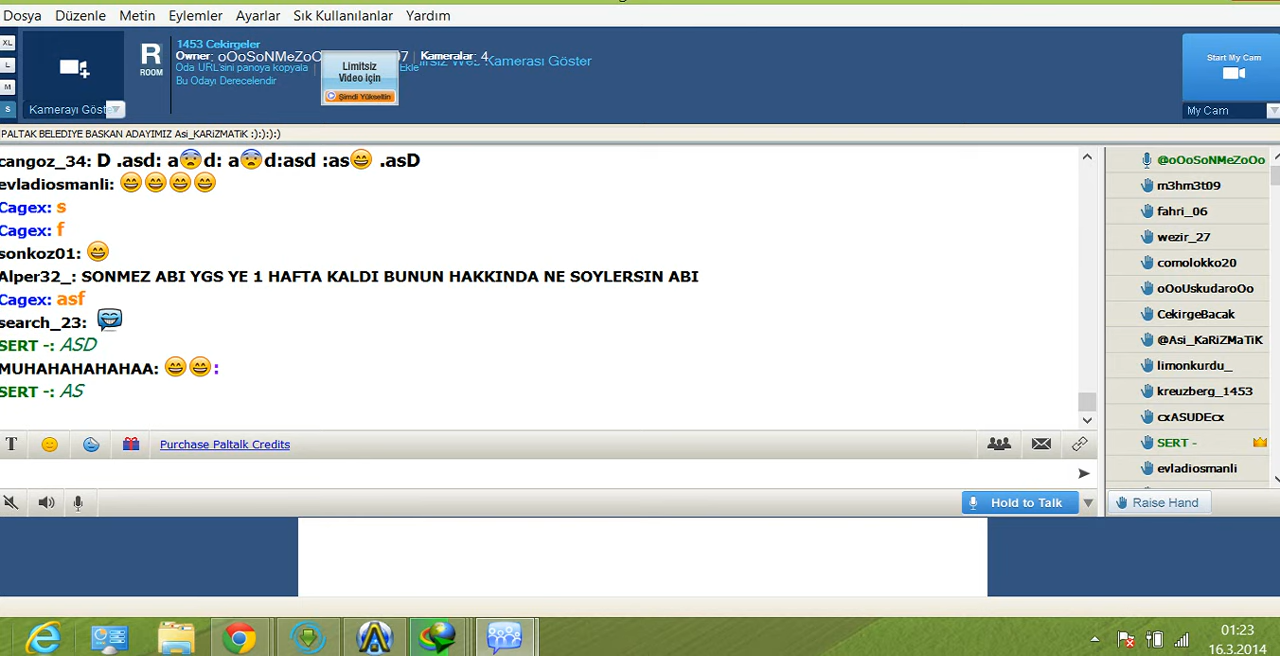 Dosya Düzenle Metin Eylemler Ayarlar Sık Kullanılanlar Yardım
XL
L
M
S
Kamerayı Göst
R
ROOM
1453 Cekirgeler
Owner: oOoSoNMeZoO 07 Kameralar: 4
Oda URL'sini panoya kopyala Ekle Kamerası Göster
Bu Odayı Derecelendir
Limitsiz
Video için
Şimdi Yükseltin
Start My Cam
My Cam
PALTAK BELEDIYE BASKAN ADAYIMIZ Asi_KARiZMATiK :):):):)
cangoz_34: D .asd: a d: a d:asd :as .asD
evladiosmanli:
Cagex: s
Cagex: f
sonkoz01:
Alper32_: SONMEZ ABI YGS YE 1 HAFTA KALDI BUNUN HAKKINDA NE SOYLERSIN ABI
Cagex: asf
search_23:
SERT -: ASD
MUHAHAHAHAHAA: :
SERT -: AS
@oOoSoNMeZoOo
m3hm3t09
fahri_06
wezir_27
comolokko20
oOoUskudaroOo
CekirgeBacak
@Asi_KaRiZMaTiK
limonkurdu_
kreuzberg_1453
cxASUDEcx
SERT -
evladiosmanli
T Purchase Paltalk Credits
Hold to Talk
Raise Hand
01:23
16.3.2014